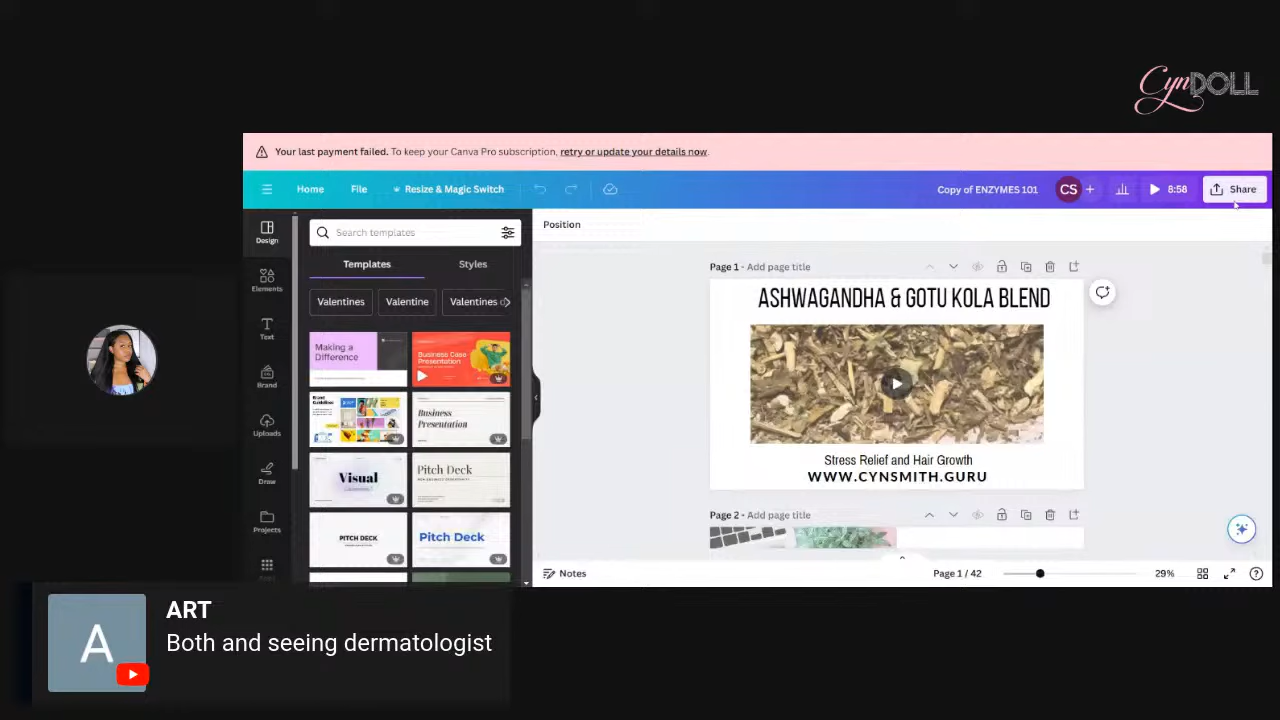 CynDOLL
Your last payment failed. To keep your Canva Pro subscription, retry or update your details now.
Home
File
Resize & Magic Switch
Copy of ENZYMES 101
CS
+
8:58
Share
Design
Elements
Text
Brand
Uploads
Draw
Projects
Search templates
Templates
Styles
Valentines
Valentine
Valentines
Making a
Difference
Business Case
Presentation
Brand
Guidelines
Business
Presentation
Visual
Pitch Deck
PITCH DECK
Pitch Deck
Position
Page 1 - Add page title
ASHWAGANDHA & GOTU KOLA BLEND
Stress Relief and Hair Growth
WWW.CYNSMITH.GURU
Page 2 - Add page title
Notes
Page 1 / 42
29%
A
ART
Both and seeing dermatologist